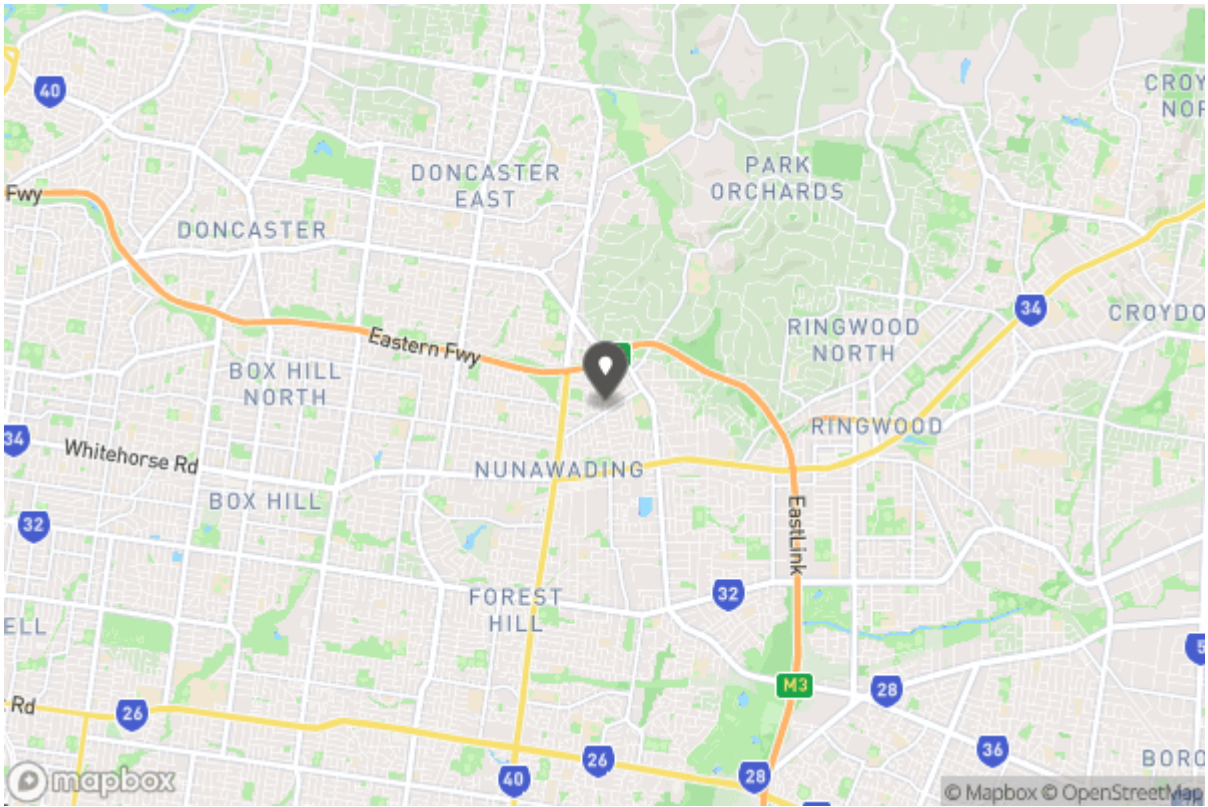 CROY
NOR
40
DONCASTER
EAST
PARK
ORCHARDS
Fwy
DONCASTER
34
CROYDO
RINGWOOD
NORTH
Eastern Fwy
BOX HILL
NORTH
RINGWOOD
34
Whitehorse Rd
NUNAWADING
BOX HILL
EastLink
32
FOREST
HILL
32
ELL
5
M3
28
Rd
26
36
26
BORO
40
28
mapbox
© Mapbox © OpenStreetMap